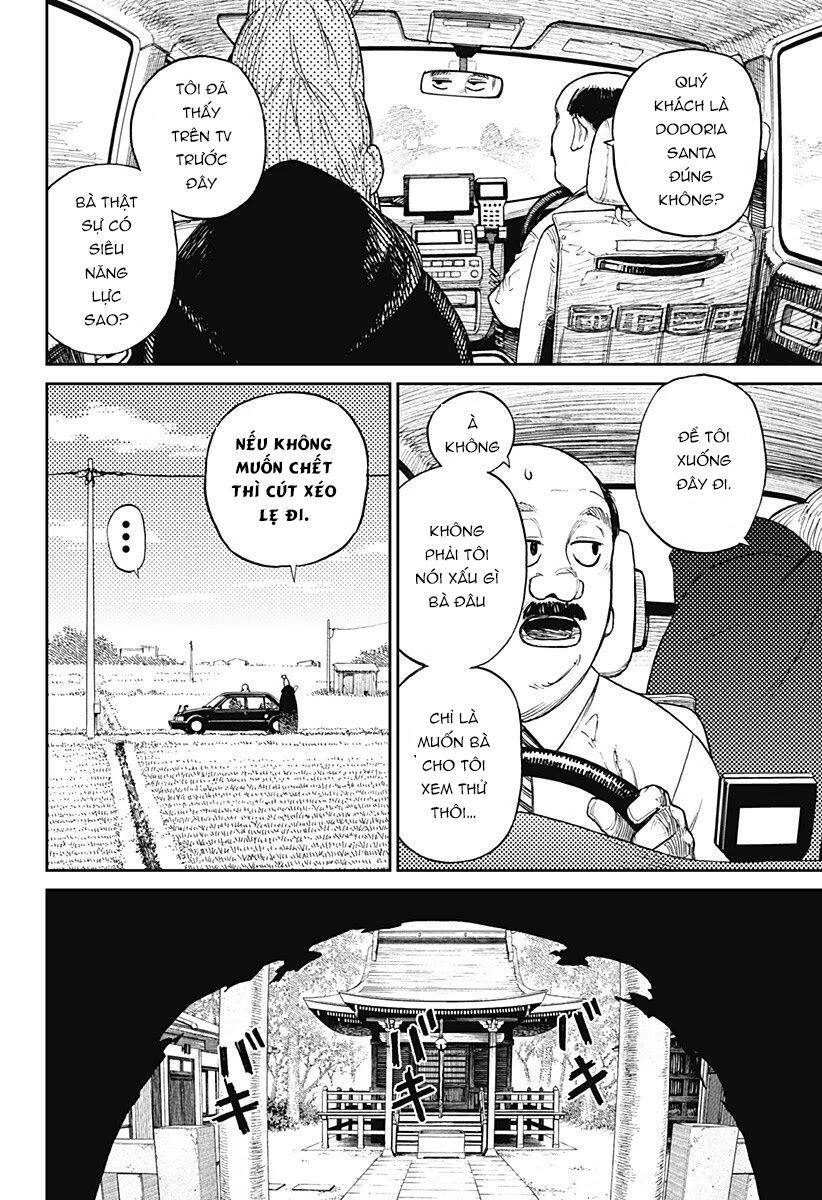 QUÝ
KHÁCH LÀ
DODORIA
SANTA
ĐÚNG
KHÔNG?
TÔI ĐÃ
THẤY
TRÊN TV
TRƯỚC
ĐÂY
BÀ THẬT
SỰ CÓ
SIÊU
NĂNG
LỰC
SAO?
ĐỂ TÔI
XUỐNG
ĐÂY ĐI.
À
KHÔNG
KHÔNG
PHẢI TÔI
NÓI XẤU GÌ
BÀ ĐÂU
CHỈ LÀ
MUỐN BÀ
CHO TÔI
XEM THỬ
THÔI...
NẾU KHÔNG
MUỐN CHẾT
THÌ CÚT XÉO
LẸ ĐI.
...
バキ
バキ
バキ